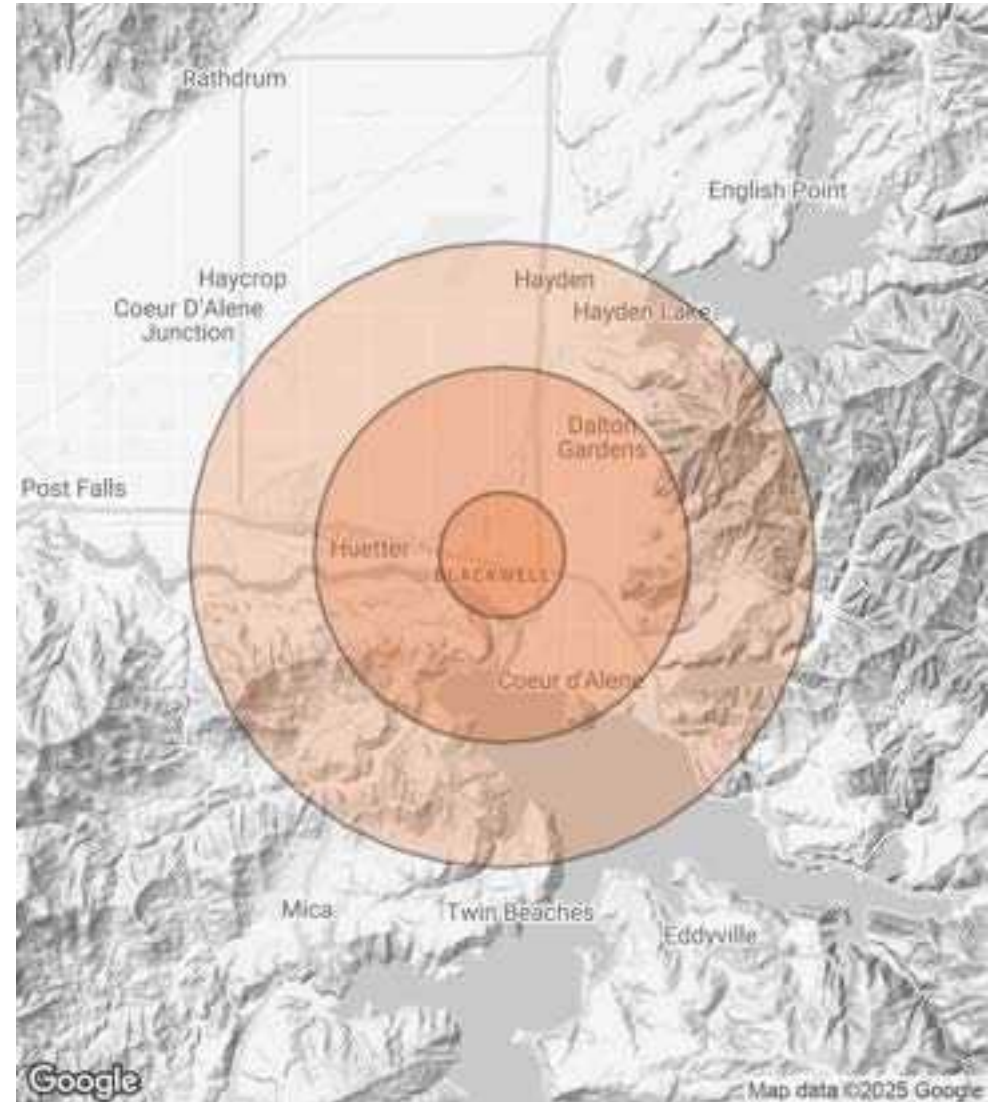 Rathdrum
English Point
Haycrop
Hayden
Coeur D'Alene
Junction
Hayden Lake
Dalton
Gardens
Post Falls
Huetter
BLACKWELL
Coeur d'Alene
Mica
Twin Beaches
Eddyville
Google
Map data ©2025 Google